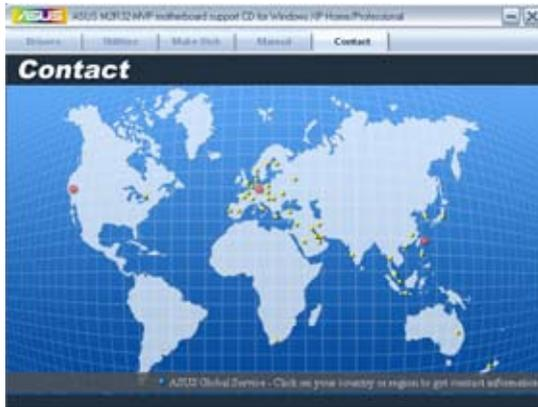 ASUS ASUS M2R32-MVP motherboard support CD for Windows XP Home/Professional
Drivers Utilities Make Disk Manual Contact
Contact
ASUS Global Service - Click on your country or region to get contact information